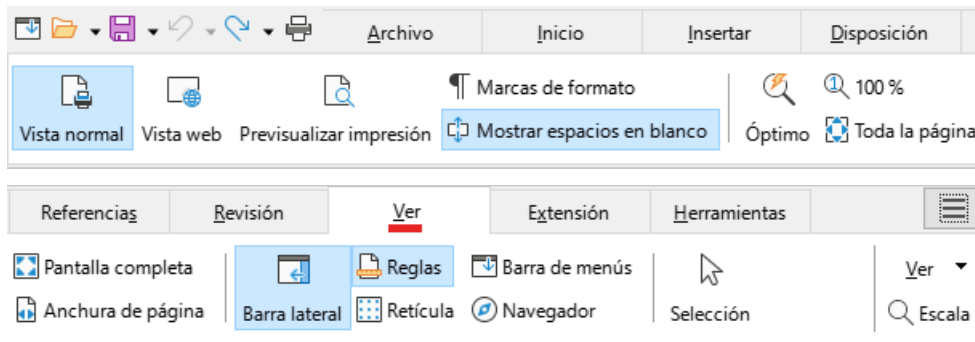 Archivo Inicio Insertar Disposición
Marcas de formato 100 %
Vista normal Vista web Previsualizar impresión Mostrar espacios en blanco Óptimo Toda la página
Referencias Revisión Ver Extensión Herramientas
Pantalla completa Reglas Barra de menús Ver
Anchura de página Barra lateral Retícula Navegador Selección Escala